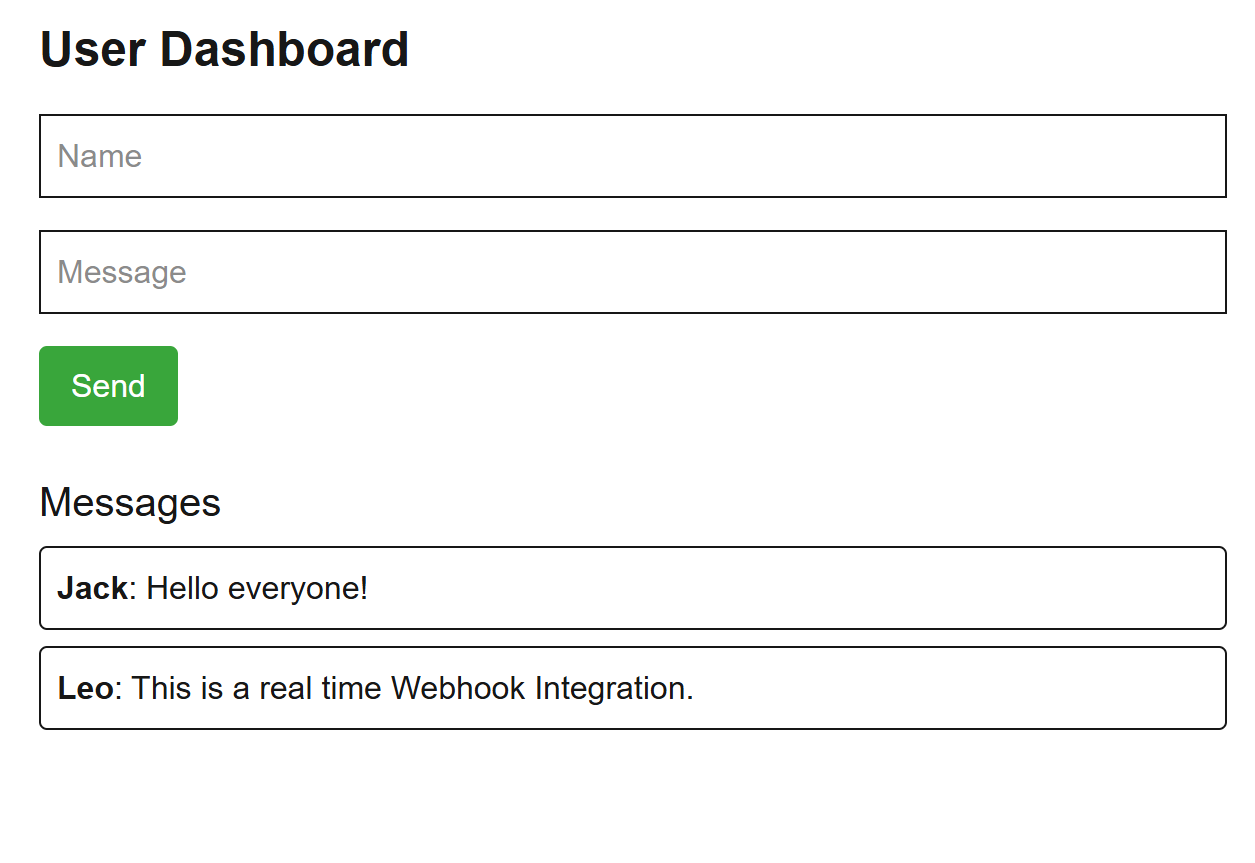 User Dashboard
Name
Message
Send
Messages
Jack: Hello everyone!
Leo: This is a real time Webhook Integration.